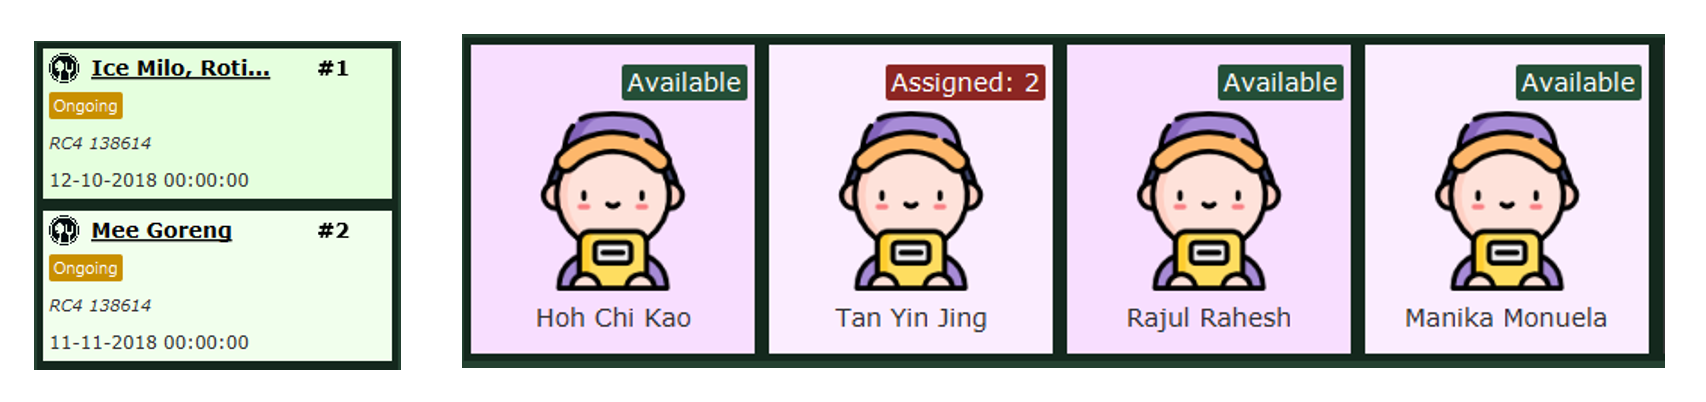 Ice Milo, Roti... #1
Ongoing
RC4 138614
12-10-2018 00:00:00
Mee Goreng #2
Ongoing
RC4 138614
11-11-2018 00:00:00
Available
Hoh Chi Kao
Assigned: 2
Tan Yin Jing
Available
Rajul Rahesh
Available
Manika Monuela